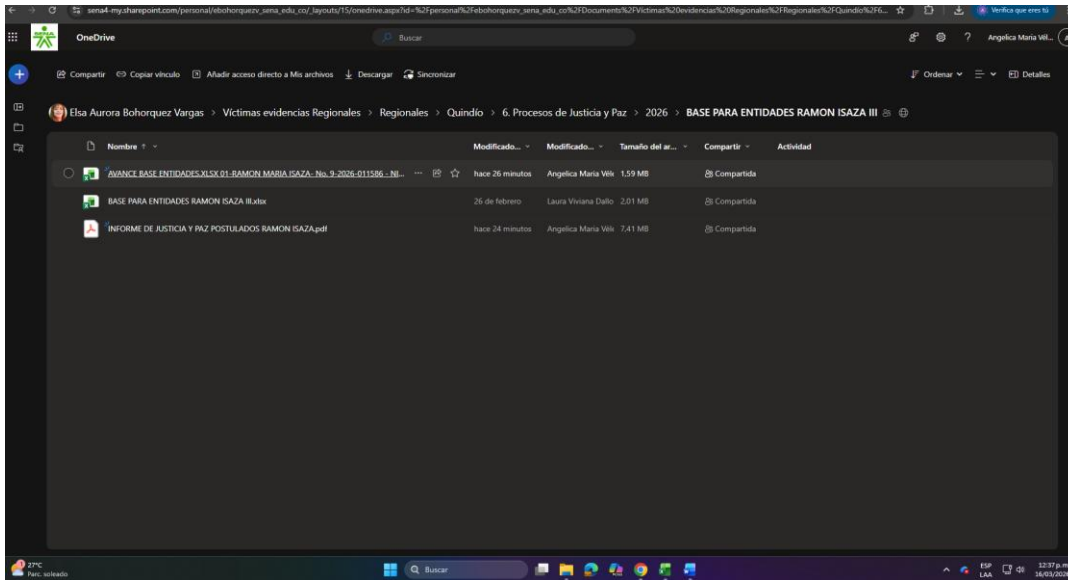 sena4-my.sharepoint.com/personal/ebohorquezv_sena_edu_co/_layouts/15/onedrive.aspx?id=%2Fpersonal%2Febohorquezv_sena_edu_co%2FDocuments%2FVíctimas%20evidencias%20Regionales%2FRegionales%2FQuindío%2F6... Verifica que eres tú
SENA OneDrive Buscar Angelica Maria Vél...
Compartir Copiar vínculo Añadir acceso directo a Mis archivos Descargar Sincronizar Ordenar Detalles
Elsa Aurora Bohorquez Vargas > Víctimas evidencias Regionales > Regionales > Quindío > 6. Procesos de Justicia y Paz > 2026 > BASE PARA ENTIDADES RAMON ISAZA III
Nombre ↑ Modificado... Modificado... Tamaño del ar... Compartir Actividad
AVANCE BASE ENTIDADES.XLSX 01-RAMON MARIA ISAZA- No. 9-2026-011586 - NI... hace 26 minutos Angelica Maria Véle 1,59 MB Compartida
BASE PARA ENTIDADES RAMON ISAZA III.xlsx 26 de febrero Laura Viviana Dallo 2,01 MB Compartida
INFORME DE JUSTICIA Y PAZ POSTULADOS RAMON ISAZA.pdf hace 24 minutos Angelica Maria Véle 7,41 MB Compartida
27°C
Parc. soleado
Buscar
ESP
LAA
12:37 p.m.
16/03/2026